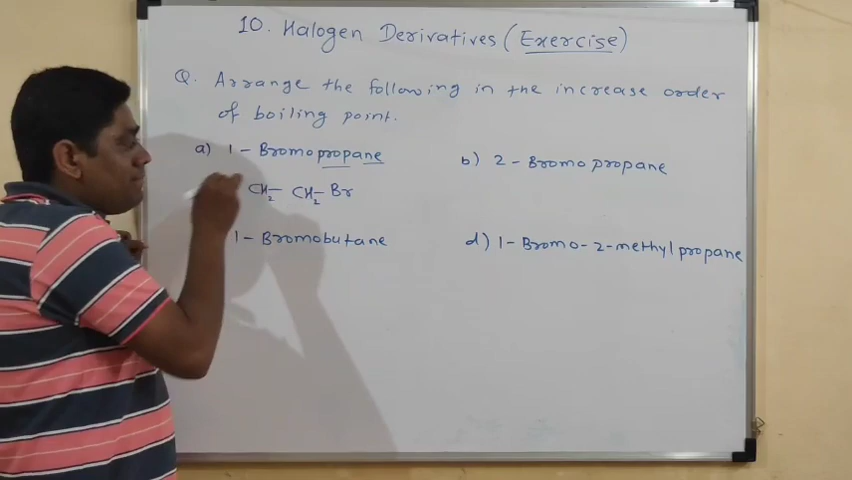 10. Halogen Derivatives (Exercise)
Q. Arrange the following in the increase order
of boiling point.
a) 1 - Bromopropane
b) 2 - Bromopropane
CH2- CH2- Br
1 - Bromobutane
d) 1 - Bromo - 2 - methyl propane